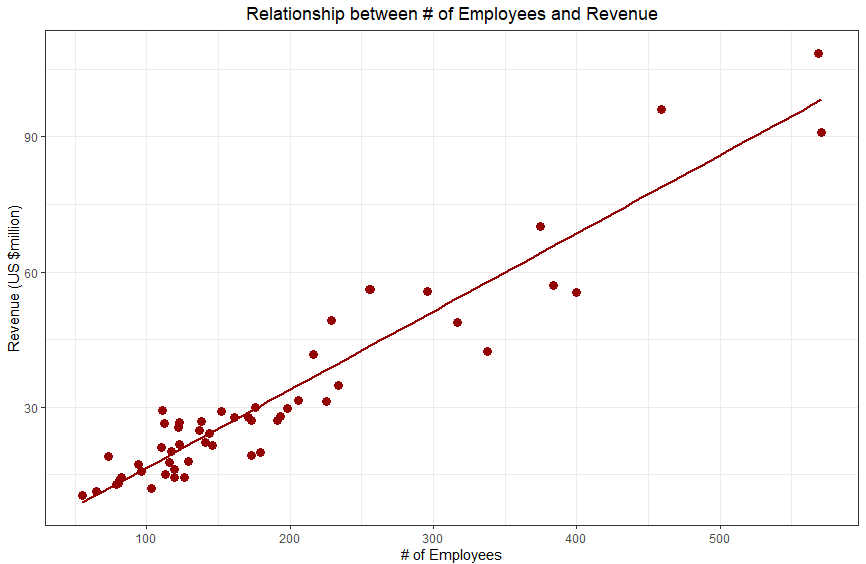 Relationship between # of Employees and Revenue
Revenue (US $million)
90
60
30
100 200 300 400 500
# of Employees